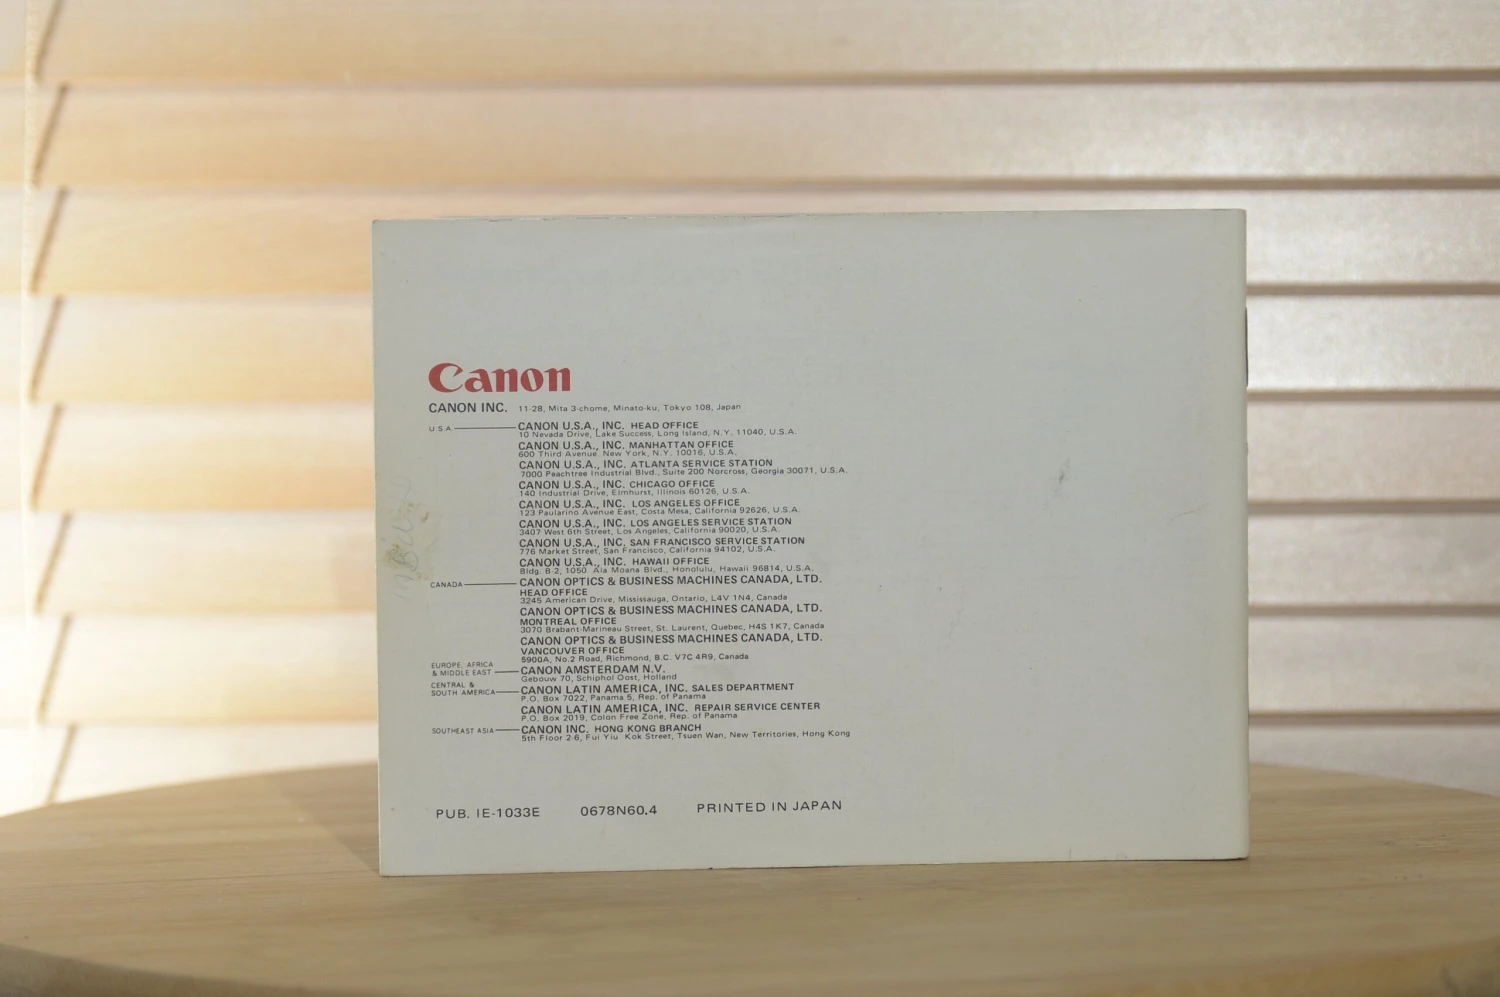 Canon
CANON INC. 11-28, Mita 3-chome, Minato-ku, Tokyo 108, Japan
U S A CANON U.S.A., INC. HEAD OFFICE
10 Nevada Drive, Lake Success, Long Island, N.Y. 11040, U.S.A.
CANON U.S.A., INC. MANHATTAN OFFICE
600 Third Avenue New York, N.Y. 10016, U.S.A.
CANON U.S.A., INC. ATLANTA SERVICE STATION
7000 Peachtree Industrial Blvd., Suite 200 Norcross, Georgia 30071, U.S.A.
CANON U.S.A., INC. CHICAGO OFFICE
140 Industrial Drive, Elmhurst, Illinois 60126, U.S.A.
CANON U.S.A., INC. LOS ANGELES OFFICE
123 Paularino Avenue East, Costa Mesa, California 92626, U.S.A.
CANON U.S.A., INC. LOS ANGELES SERVICE STATION
3407 West 6th Street, Los Angeles, California 90020, U.S.A.
CANON U.S.A., INC. SAN FRANCISCO SERVICE STATION
776 Market Street, San Francisco, California 94102, U.S.A.
CANON U.S.A., INC. HAWAII OFFICE
Bldg. B-2, 1050 Ala Moana Blvd., Honolulu, Hawaii 96814, U.S.A.
CANADA CANON OPTICS & BUSINESS MACHINES CANADA, LTD.
HEAD OFFICE
3245 American Drive, Mississauga, Ontario, L4V 1N4, Canada
CANON OPTICS & BUSINESS MACHINES CANADA, LTD.
MONTREAL OFFICE
3070 Brabant-Marineau Street, St. Laurent, Quebec, H4S 1K7, Canada
CANON OPTICS & BUSINESS MACHINES CANADA, LTD.
VANCOUVER OFFICE
5900A, No.2 Road, Richmond, B.C. V7C 4R9, Canada
EUROPE, AFRICA
& MIDDLE EAST CANON AMSTERDAM N.V.
Gebouw 70, Schiphol Oost, Holland
CENTRAL &
SOUTH AMERICA CANON LATIN AMERICA, INC. SALES DEPARTMENT
P.O. Box 7022, Panama 5, Rep. of Panama
CANON LATIN AMERICA, INC. REPAIR SERVICE CENTER
P.O. Box 2019, Colon Free Zone, Rep. of Panama
SOUTHEAST ASIA CANON INC. HONG KONG BRANCH
5th Floor 2-6, Fui Yiu Kok Street, Tsuen Wan, New Territories, Hong Kong
PUB. IE-1033E 0678N60.4 PRINTED IN JAPAN